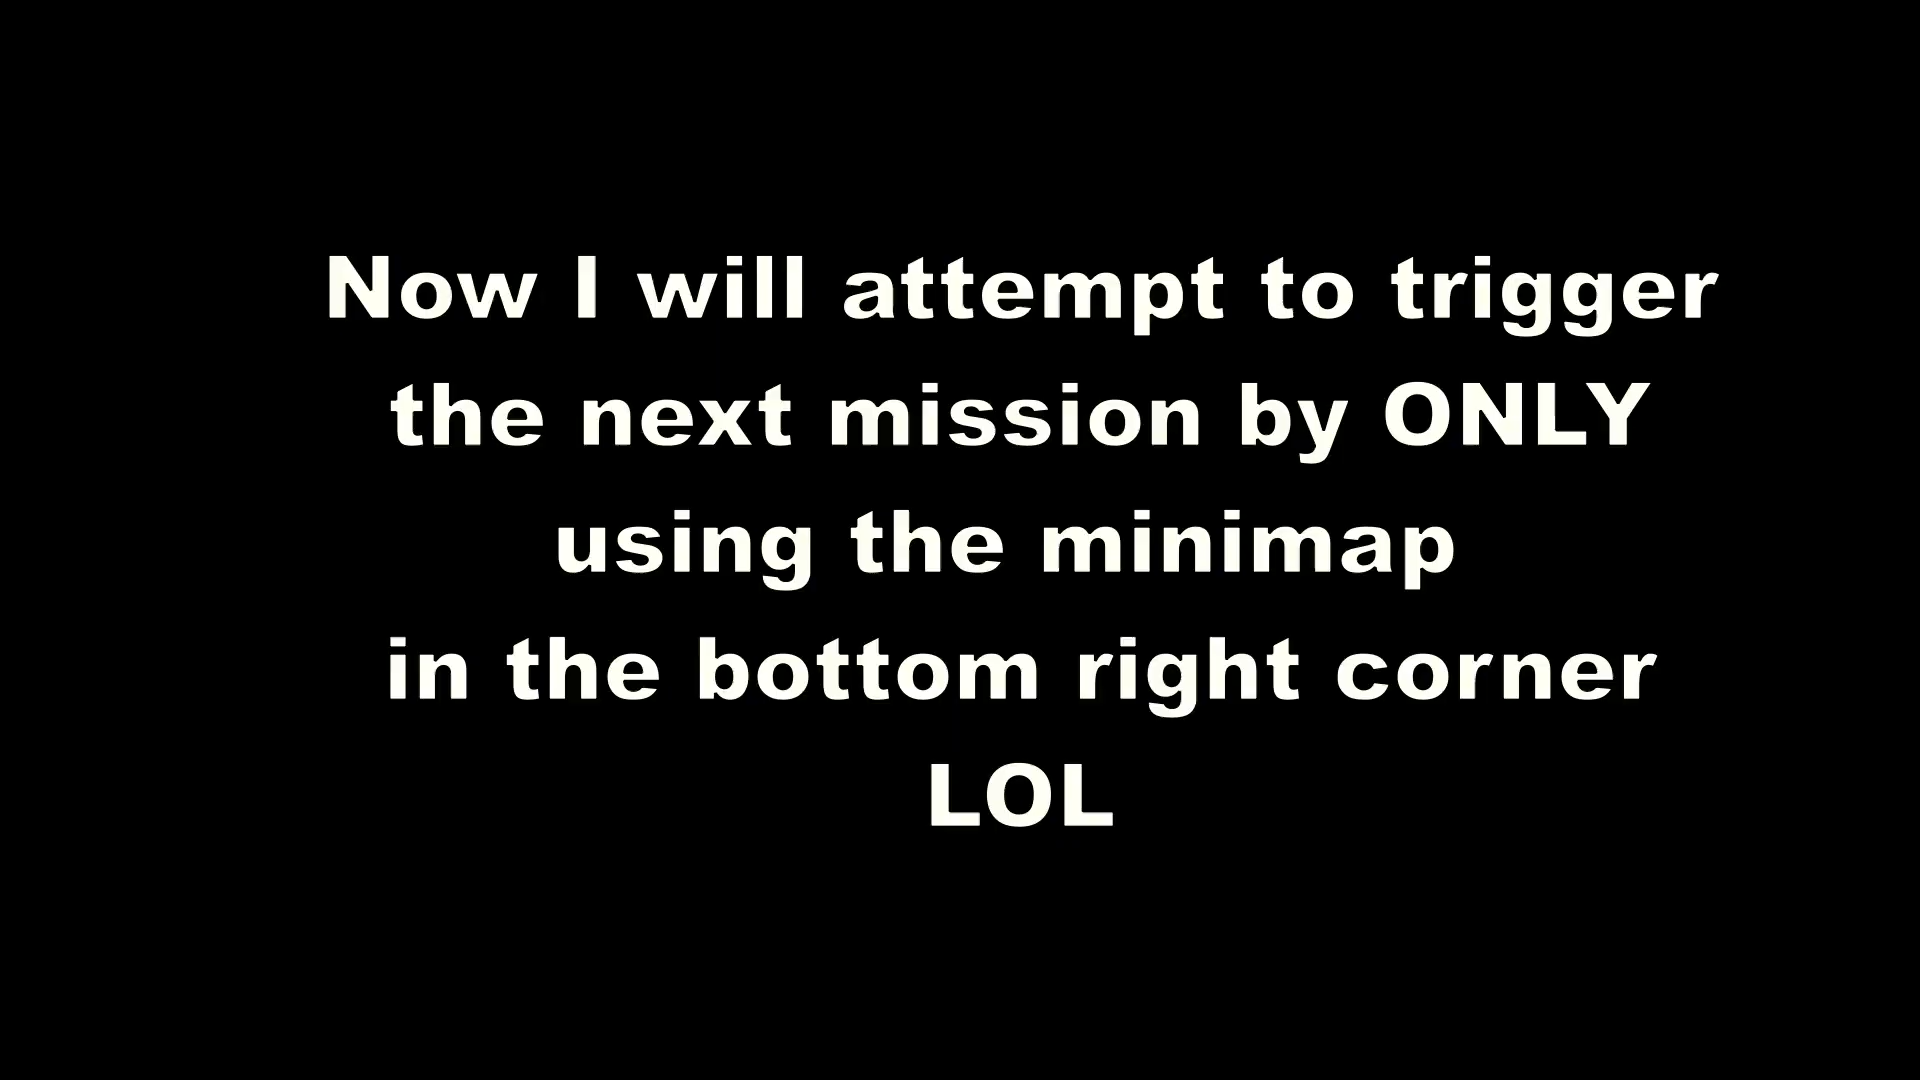 Now I will attempt to trigger
the next mission by ONLY
using the minimap
in the bottom right corner
LOL